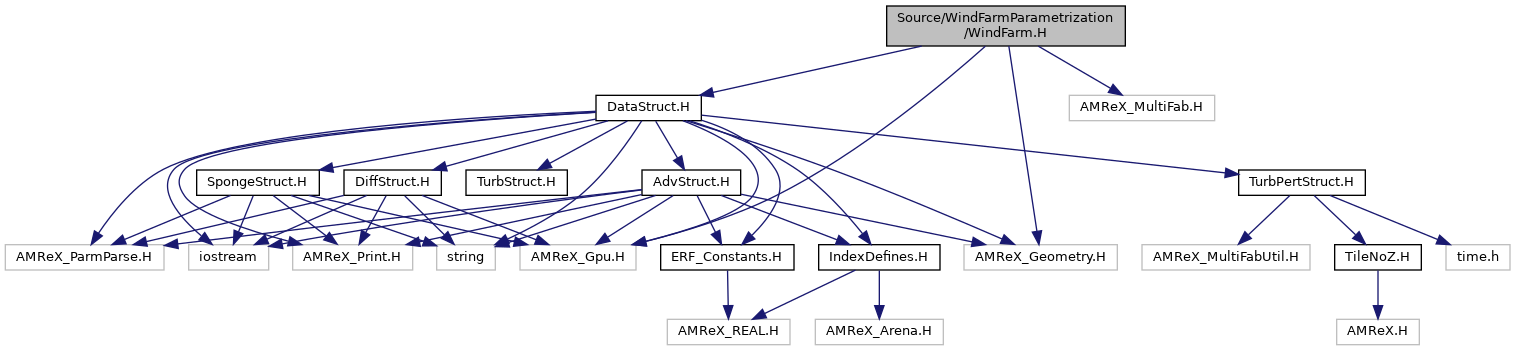 Source/WindFarmParametrization
/WindFarm.H
DataStruct.H
AMReX_MultiFab.H
SpongeStruct.H
DiffStruct.H
TurbStruct.H
AdvStruct.H
TurbPertStruct.H
AMReX_ParmParse.H
iostream
AMReX_Print.H
string
AMReX_Gpu.H
ERF_Constants.H
IndexDefines.H
AMReX_Geometry.H
AMReX_MultiFabUtil.H
TileNoZ.H
time.h
AMReX_REAL.H
AMReX_Arena.H
AMReX.H